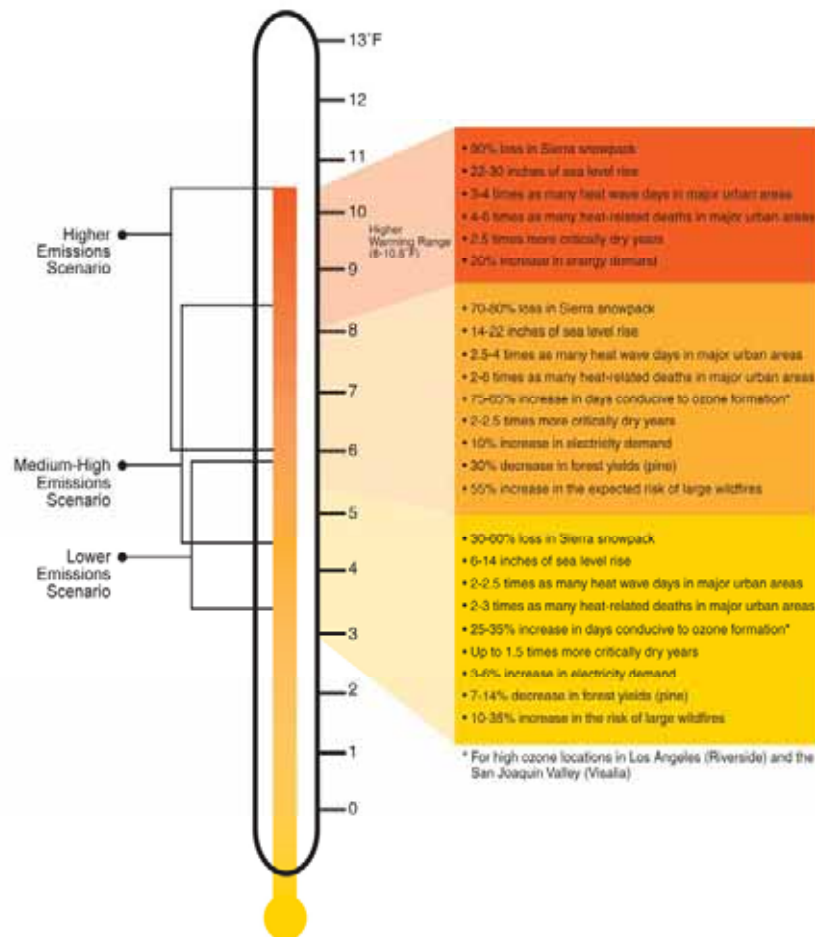 13˚F
12
11
10
9
8
7
6
5
4
3
2
1
0
Higher
Emissions
Scenario
Medium-High
Emissions
Scenario
Lower
Emissions
Scenario
Higher
Warming Range
(8-10.5˚F)
• 90% loss in Sierra snowpack
• 22-30 inches of sea level rise
• 3-4 times as many heat wave days in major urban areas
• 4-6 times as many heat-related deaths in major urban areas
• 2.5 times more critically dry years
• 20% increase in energy demand
• 70-80% loss in Sierra snowpack
• 14-22 inches of sea level rise
• 2.5-4 times as many heat wave days in major urban areas
• 2-6 times as many heat-related deaths in major urban areas
• 75-85% increase in days conducive to ozone formation*
• 2-2.5 times more critically dry years
• 10% increase in electricity demand
• 30% decrease in forest yields (pine)
• 55% increase in the expected risk of large wildfires
• 30-60% loss in Sierra snowpack
• 6-14 inches of sea level rise
• 2-2.5 times as many heat wave days in major urban areas
• 2-3 times as many heat-related deaths in major urban areas
• 25-35% increase in days conducive to ozone formation*
• Up to 1.5 times more critically dry years
• 3-6% increase in electricity demand
• 7-14% decrease in forest yields (pine)
• 10-35% increase in the risk of large wildfires
* For high ozone locations in Los Angeles (Riverside) and the
San Joaquin Valley (Visalia)